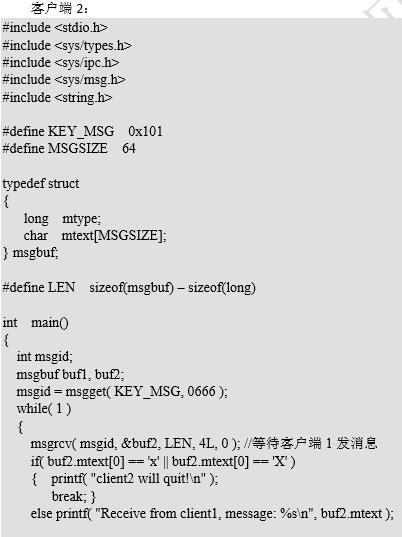 客户端 2：
#include <stdio.h>
#include <sys/types.h>
#include <sys/ipc.h>
#include <sys/msg.h>
#include <string.h>
#define KEY_MSG 0x101
#define MSGSIZE 64
typedef struct
{
long mtype;
char mtext[MSGSIZE];
} msgbuf;
#define LEN sizeof(msgbuf) – sizeof(long)
int main()
{
int msgid;
msgbuf buf1, buf2;
msgid = msgget( KEY_MSG, 0666 );
while( 1 )
{
msgrcv( msgid, &buf2, LEN, 4L, 0 ); //等待客户端 1 发消息
if( buf2.mtext[0] == 'x' || buf2.mtext[0] == 'X' )
{ printf( "client2 will quit!\n" );
break; }
else printf( "Receive from client1, message: %s\n", buf2.mtext );